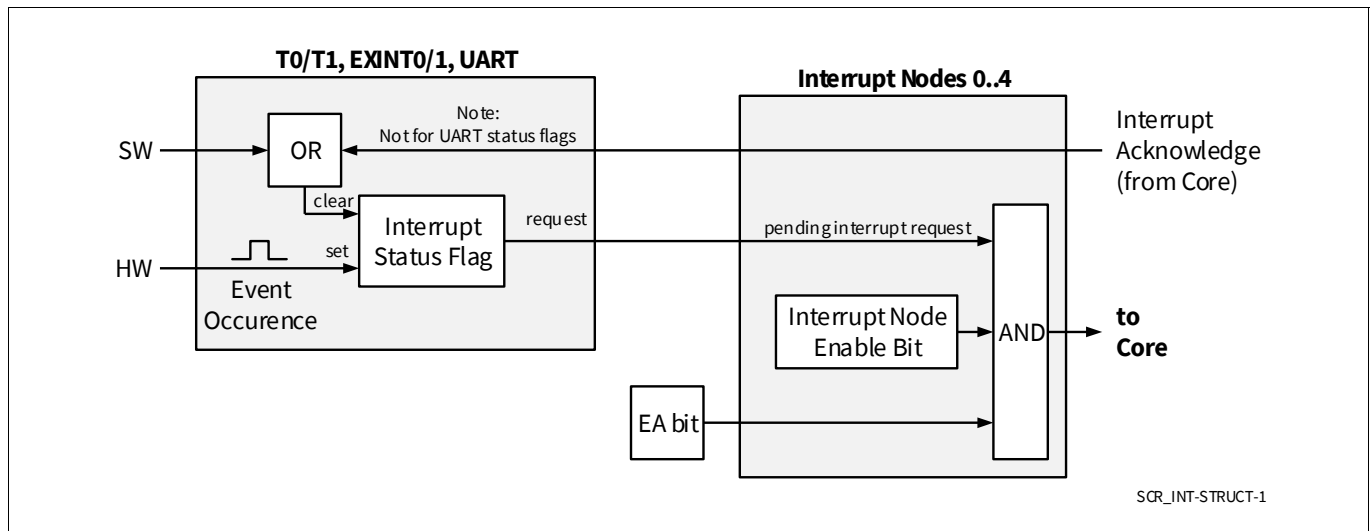 T0/T1, EXINT0/1, UART
Interrupt Nodes 0..4
Note:
Not for UART status flags
SW
OR
Interrupt
Acknowledge
(from Core)
clear
Interrupt
Status Flag
request
pending interrupt request
set
HW
Event
Occurence
Interrupt Node
Enable Bit
AND
to
Core
EA bit
SCR_INT-STRUCT-1